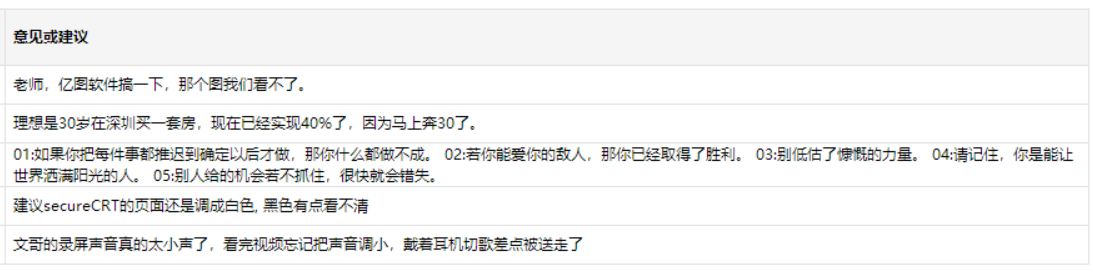 意见或建议
老师，亿图软件搞一下，那个图我们看不了。
理想是30岁在深圳买一套房，现在已经实现40%了，因为马上奔30了。
01:如果你把每件事都推迟到确定以后才做，那你什么都做不成。 02:若你能爱你的敌人，那你已经取得了胜利。 03:别低估了慷慨的力量。 04:请记住，你是能让
世界洒满阳光的人。 05:别人给的机会若不抓住，很快就会错失。
建议secureCRT的页面还是调成白色, 黑色有点看不清
文哥的录屏声音真的太小声了，看完视频忘记把声音调小，戴着耳机切歌差点被送走了